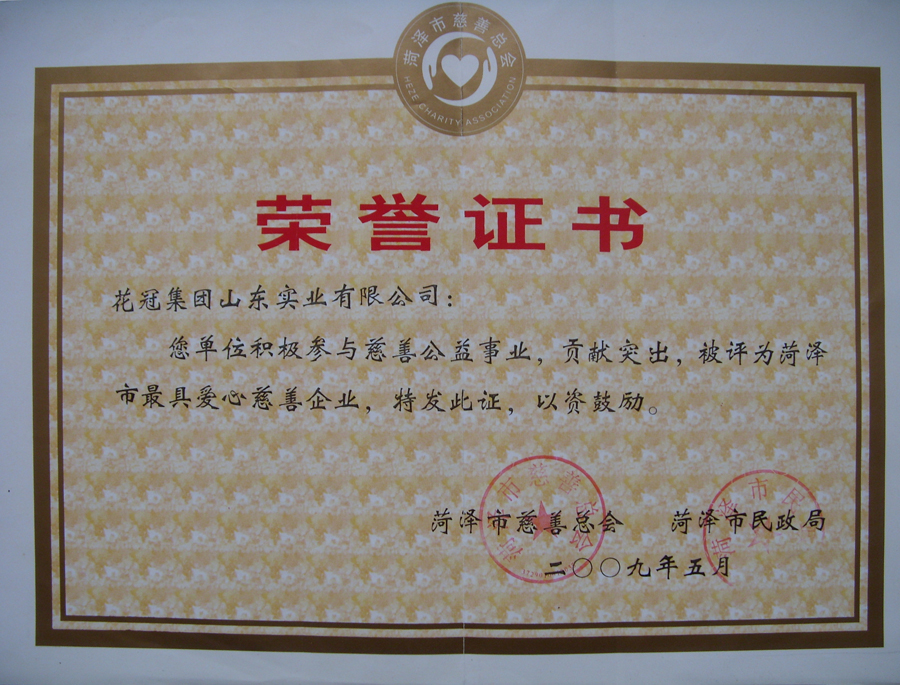 菏泽市慈善总会
HEZE CHARITY ASSOCIATION
荣誉证书
花冠集团山东实业有限公司：
您单位积极参与慈善公益事业，贡献突出，被评为菏泽
市最具爱心慈善企业，特发此证，以资鼓励。
菏泽市慈善总会 菏泽市民政局
二〇〇九年五月